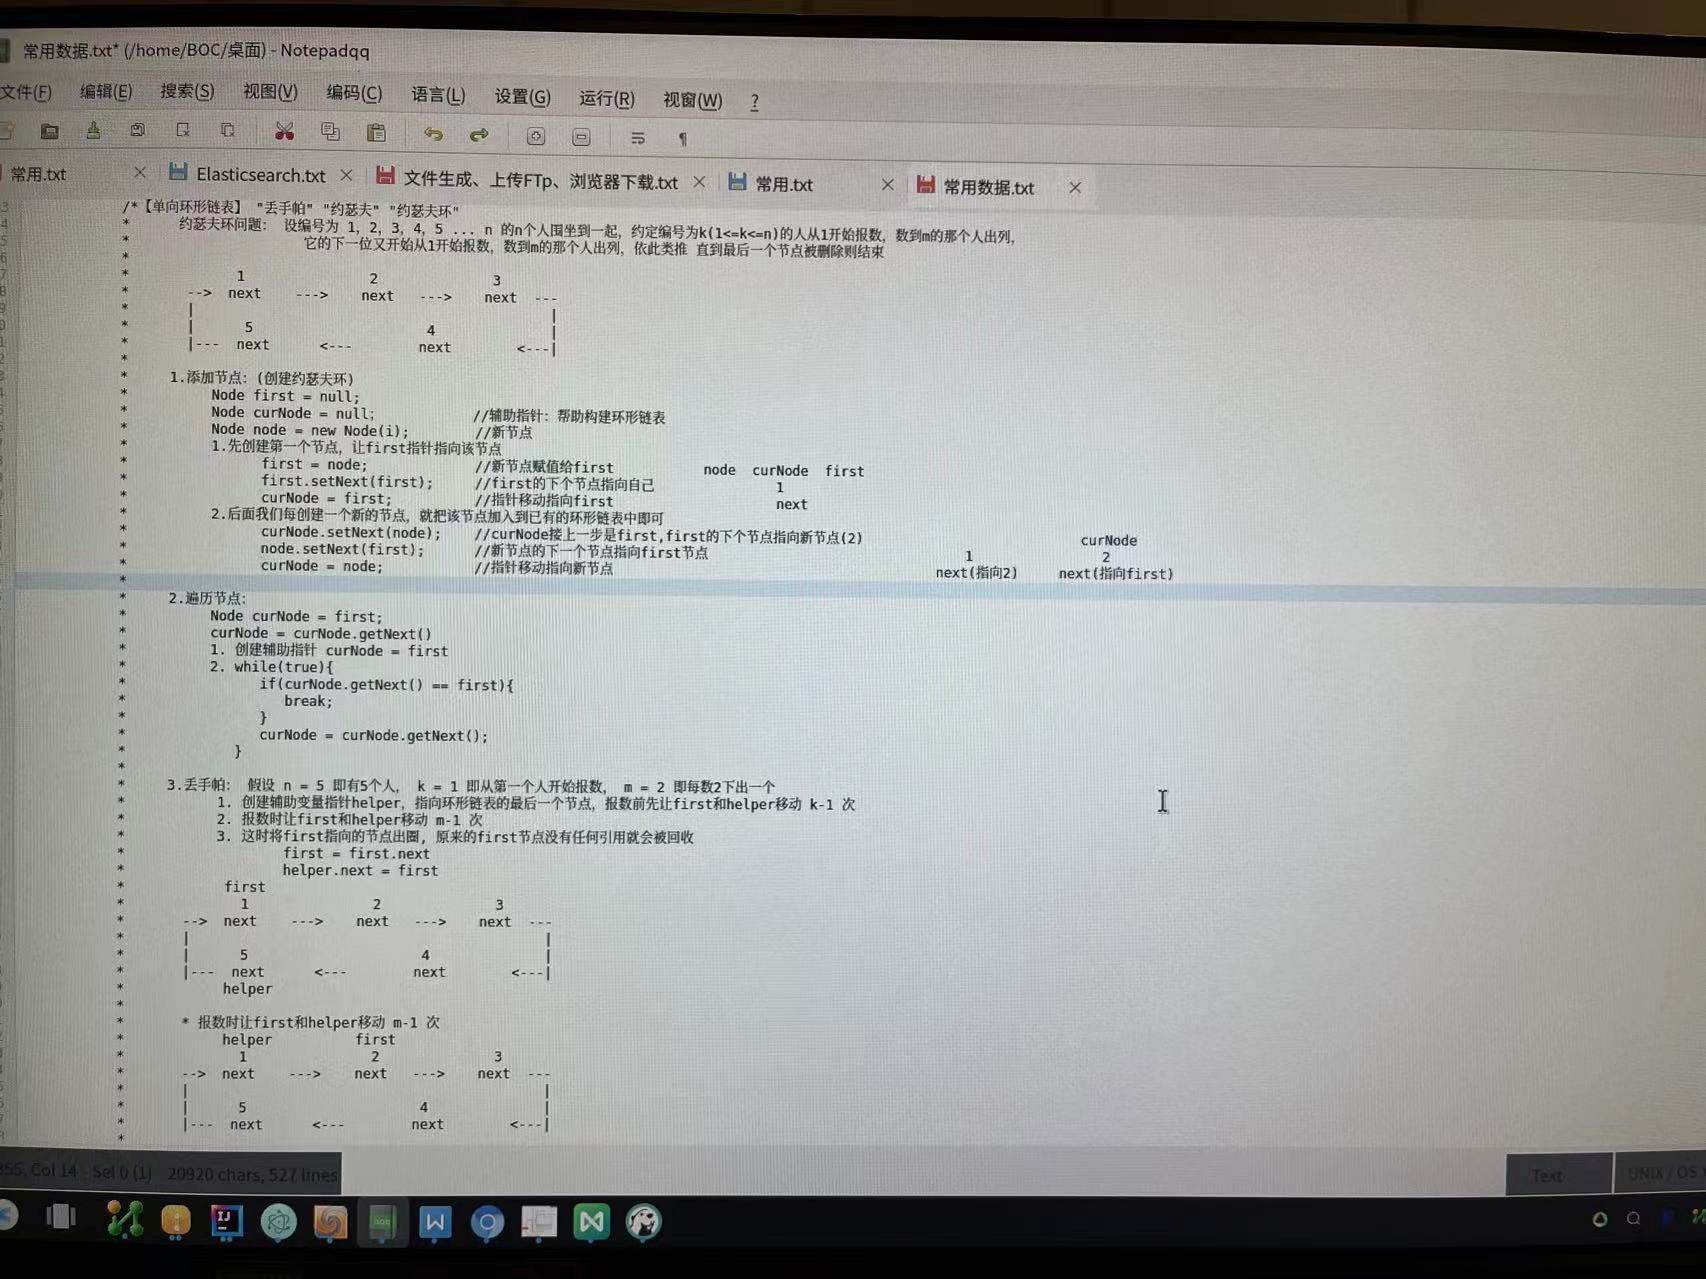 常用数据.txt* (/home/BOC/桌面) - Notepadqq
文件(F) 编辑(E) 搜索(S) 视图(V) 编码(C) 语言(L) 设置(G) 运行(R) 视窗(W) ?
常用.txt Elasticsearch.txt 文件生成、上传FTp、浏览器下载.txt 常用.txt 常用数据.txt
/*【单向环形链表】 "丢手帕" "约瑟夫" "约瑟夫环"
* 约瑟夫环问题: 设编号为 1, 2, 3, 4, 5 ... n 的n个人围坐到一起, 约定编号为k(1<=k<=n)的人从1开始报数, 数到m的那个人出列,
* 它的下一位又开始从1开始报数, 数到m的那个人出列, 依此类推 直到最后一个节点被删除则结束
*
* 1 2 3
* --> next ---> next ---> next ---
* | |
* | 5 4 |
* |--- next <--- next <---|
*
* 1.添加节点: (创建约瑟夫环)
* Node first = null;
* Node curNode = null; //辅助指针: 帮助构建环形链表
* Node node = new Node(i); //新节点
* 1.先创建第一个节点, 让first指针指向该节点
* first = node; //新节点赋值给first node curNode first
* first.setNext(first); //first的下个节点指向自己 1
* curNode = first; //指针移动指向first next
* 2.后面我们每创建一个新的节点, 就把该节点加入到已有的环形链表中即可
* curNode.setNext(node); //curNode接上一步是first,first的下个节点指向新节点(2) curNode
* node.setNext(first); //新节点的下一个节点指向first节点 1 2
* curNode = node; //指针移动指向新节点 next(指向2) next(指向first)
*
* 2.遍历节点:
* Node curNode = first;
* curNode = curNode.getNext()
* 1. 创建辅助指针 curNode = first
* 2. while(true){
* if(curNode.getNext() == first){
* break;
* }
* curNode = curNode.getNext();
* }
*
* 3.丢手帕: 假设 n = 5 即有5个人, k = 1 即从第一个人开始报数, m = 2 即每数2下出一个
* 1. 创建辅助变量指针helper, 指向环形链表的最后一个节点, 报数前先让first和helper移动 k-1 次
* 2. 报数时让first和helper移动 m-1 次
* 3. 这时将first指向的节点出圈, 原来的first节点没有任何引用就会被回收
* first = first.next
* helper.next = first
* first
* 1 2 3
* --> next ---> next ---> next ---
* | |
* | 5 4 |
* |--- next <--- next <---|
* helper
*
* * 报数时让first和helper移动 m-1 次
* helper first
* 1 2 3
* --> next ---> next ---> next ---
* | |
* | 5 4 |
* |--- next <--- next <---|
*
Col 14 Sel 0 (1) 20920 chars, 527 lines Text UNIX / OS